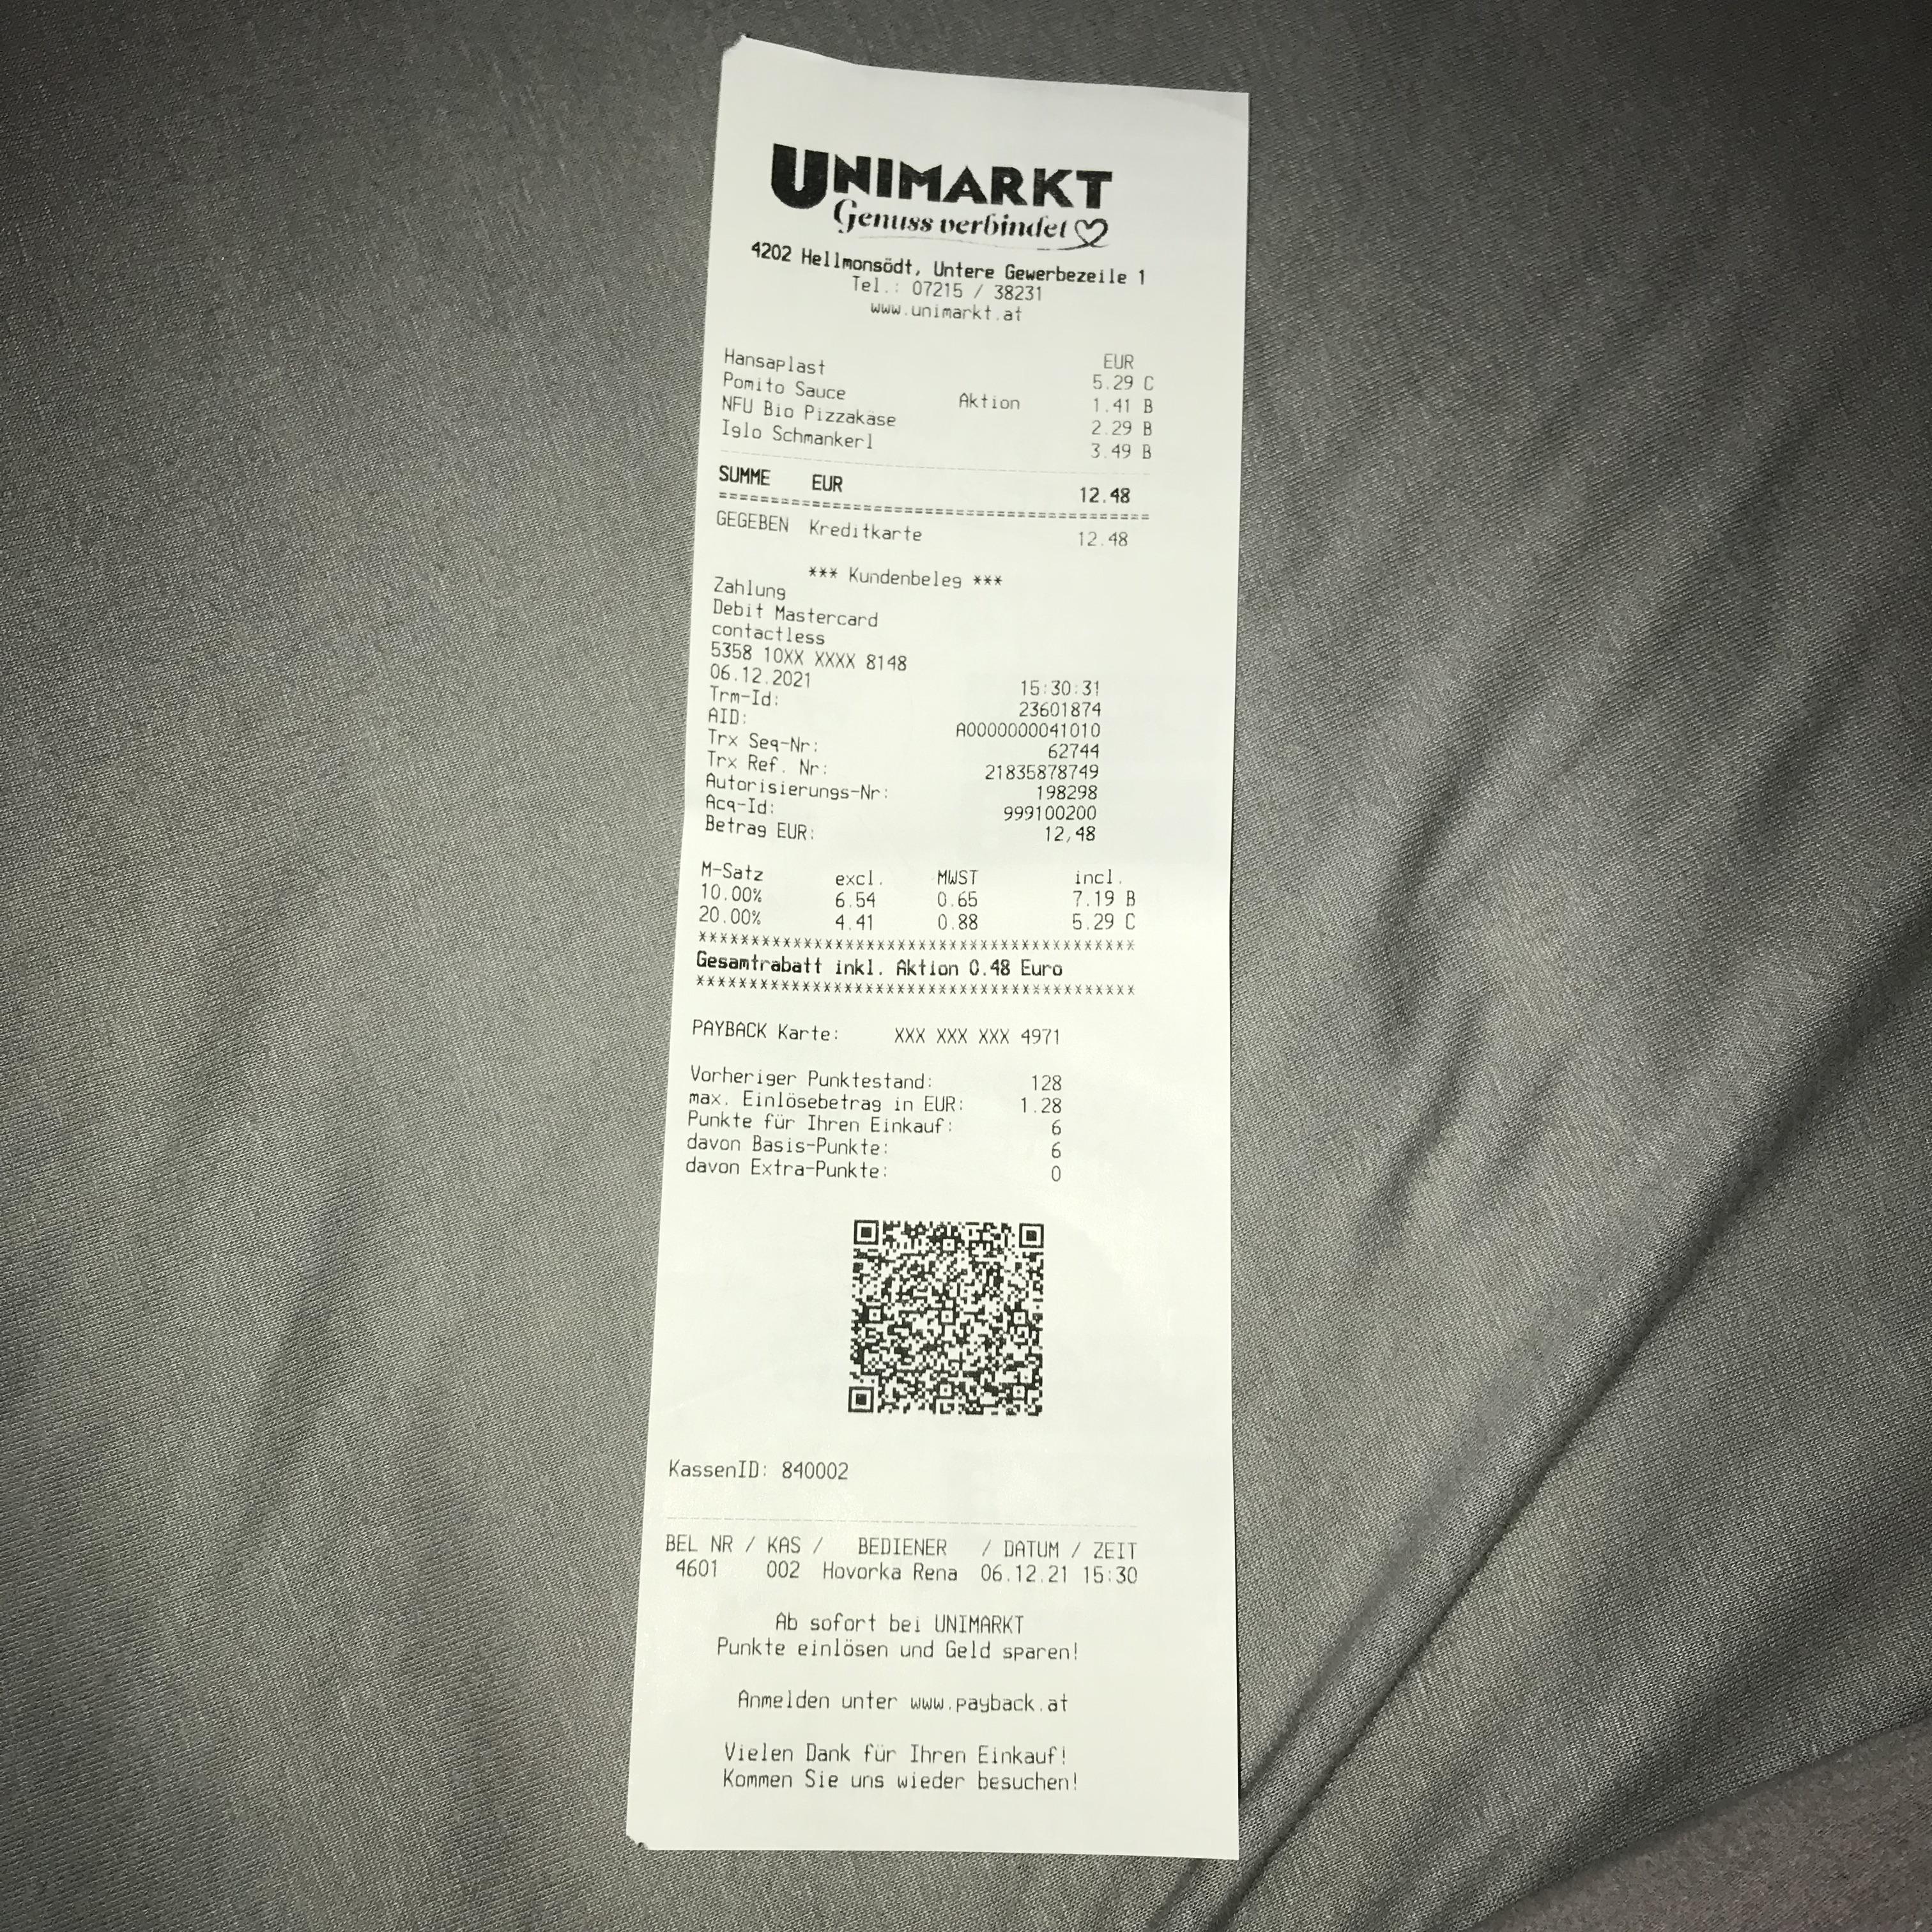 UNIMARKT
Genuss verbindet
4202 Hellmonsödt, Untere Gewerbezeile 1
Tel.: 07215 / 38231
www.unimarkt.at
EUR
Hansaplast 5.29 C
Pomito Sauce Aktion 1.41 B
NFU Bio Pizzakäse 2.29 B
Iglo Schmankerl 3.49 B
SUMME EUR 12.48
========================================
GEGEBEN Kreditkarte 12.48
*** Kundenbeleg ***
Zahlung
Debit Mastercard
contactless
5358 10XX XXXX 8148
06.12.2021 15:30:31
Trm-Id: 23601874
AID: A0000000041010
Trx Seq-Nr: 62744
Trx Ref. Nr: 21835878749
Autorisierungs-Nr: 198298
Acq-Id: 999100200
Betrag EUR: 12,48
M-Satz excl. MWST incl.
10.00% 6.54 0.65 7.19 B
20.00% 4.41 0.88 5.29 C
******************************************
Gesamtrabatt inkl. Aktion 0.48 Euro
******************************************
PAYBACK Karte: XXX XXX XXX 4971
Vorheriger Punktestand: 128
max. Einlösebetrag in EUR: 1.28
Punkte für Ihren Einkauf: 6
davon Basis-Punkte: 6
davon Extra-Punkte: 0
KassenID: 840002
BEL NR / KAS / BEDIENER / DATUM / ZEIT
4601 002 Hovorka Rena 06.12.21 15:30
Ab sofort bei UNIMARKT
Punkte einlösen und Geld sparen!
Anmelden unter www.payback.at
Vielen Dank für Ihren Einkauf!
Kommen Sie uns wieder besuchen!